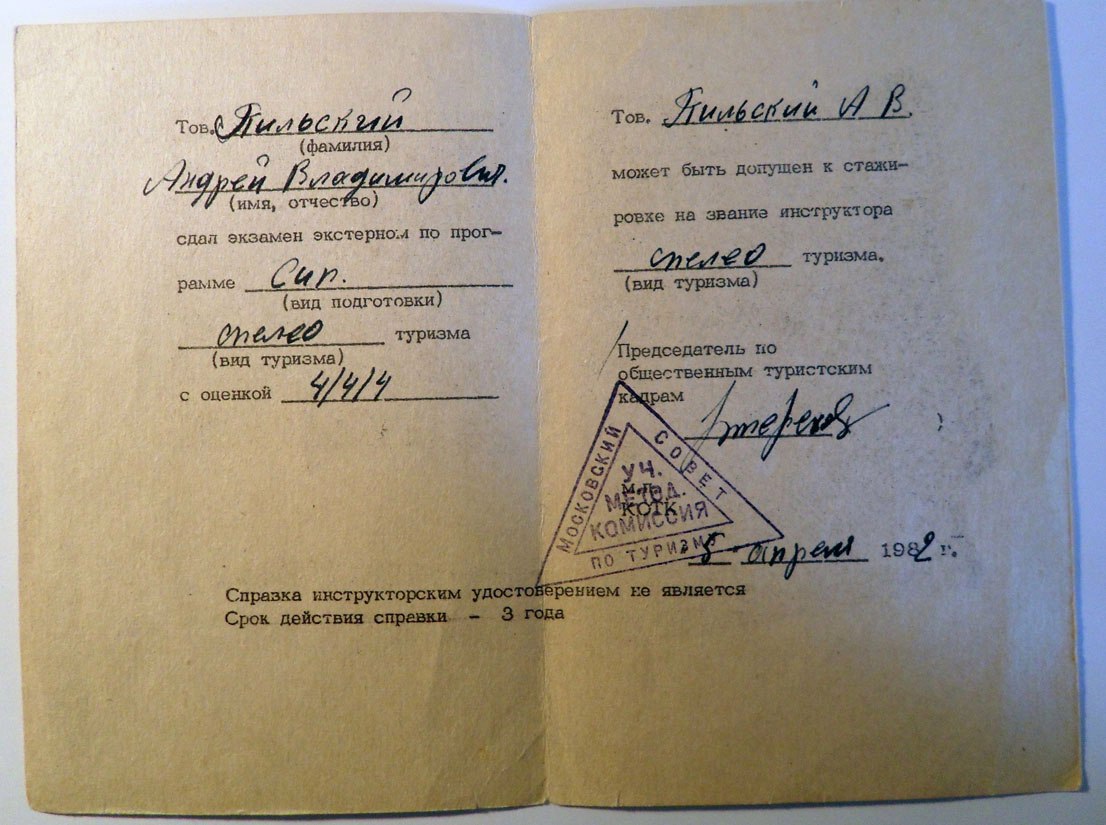 Тов. Пильский
(фамилия)
Андрей Владимирович.
(имя, отчество)
сдал экзамен экстерном по прог-
рамме Сип.
(вид подготовки)
спелео туризма
(вид туризма)
с оценкой 4/4/4
Тов. Пильский А В.
может быть допущен к стажи-
ровке на звание инструктора
спелео туризма.
(вид туризма)
Председатель по
общественным туристским
кадрам
МОСКОВСКИЙ СОВЕТ
ПО ТУРИЗМУ
УЧ.
МЕТОД.
КОМИССИЯ
М.П.
КОТК
5 апреля 1982 г.
Справка инструкторским удостоверением не является
Срок действия справки - 3 года